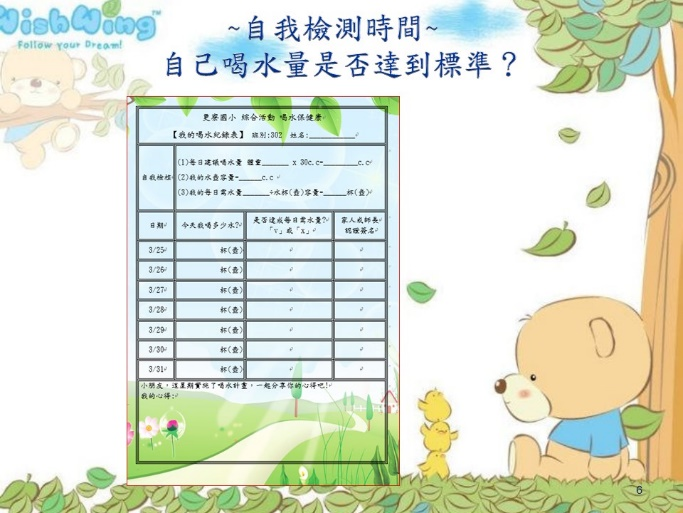 WishWing™
Follow your Dream!
~自我檢測時間~
自己喝水量是否達到標準？
更寮國小 綜合活動 喝水保健康
【我的喝水紀錄表】 班別:302 姓名:____________
自我檢核
(1)每日建議喝水量 體重______ x 30c.c=________c.c
(2)我的水壺容量=______c.c
(3)我的每日需水量______÷水杯(壺)容量=_____杯(壺)
日期 今天我喝多少水? 是否達成每日需水量? 「v」或「x」 家人或師長認證簽名
3/25 杯(壺)
3/26 杯(壺)
3/27 杯(壺)
3/28 杯(壺)
3/29 杯(壺)
3/30 杯(壺)
3/31 杯(壺)
小朋友，這星期實施了喝水計畫，一起分享你的心得吧!
我的心得:
6